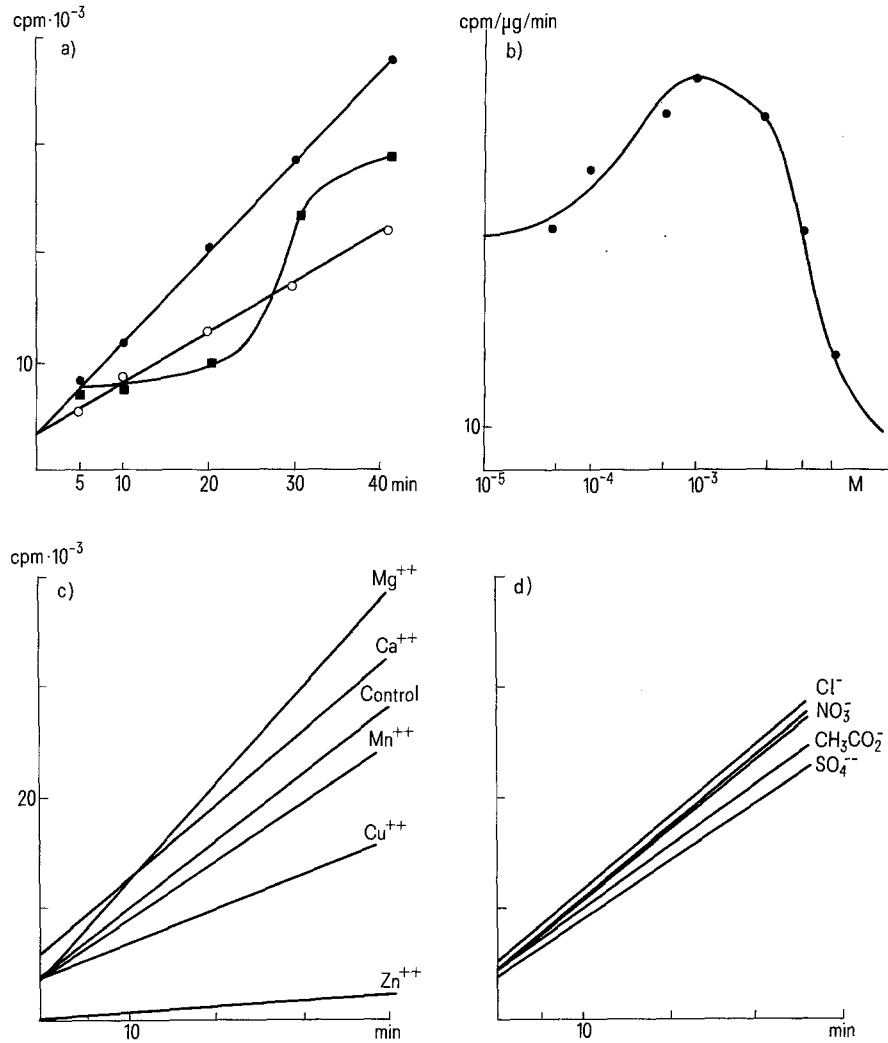 cpm·10⁻³
a)
10
5 10 20 30 40 min
cpm/µg/min
b)
10
10⁻⁵ 10⁻⁴ 10⁻³ M
cpm·10⁻³
c)
Mg⁺⁺
Ca⁺⁺
Control
Mn⁺⁺
20
Cu⁺⁺
Zn⁺⁺
10 min
d)
Cl⁻
NO₃⁻
CH₃CO₂⁻
SO₄⁻⁻
10 min